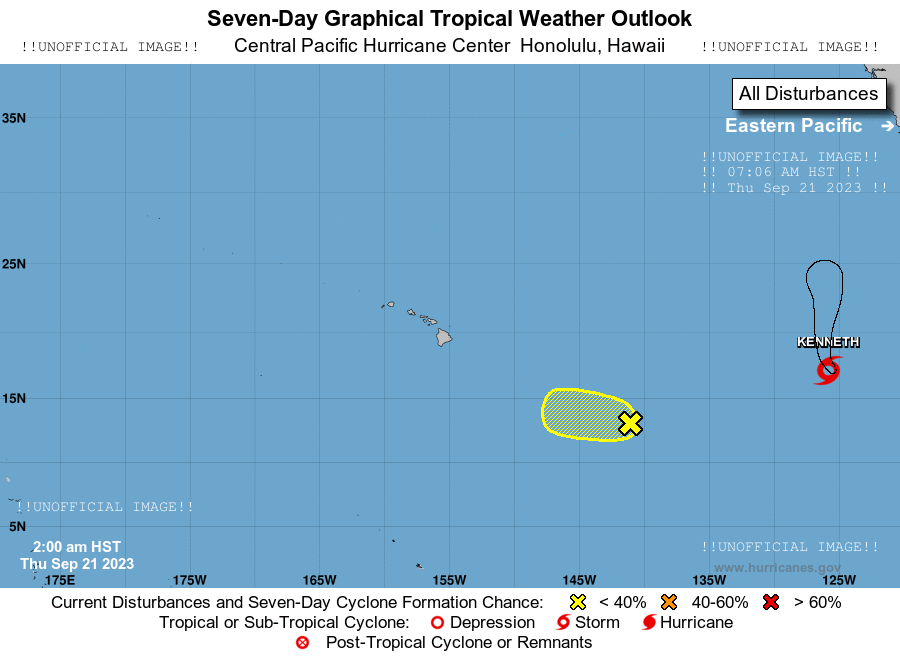 Seven-Day Graphical Tropical Weather Outlook
!!UNOFFICIAL IMAGE!! Central Pacific Hurricane Center Honolulu, Hawaii !!UNOFFICIAL IMAGE!!
All Disturbances
35N
Eastern Pacific ➔
!!UNOFFICIAL IMAGE!!
!! 07:06 AM HST !!
!! Thu Sep 21 2023 !!
25N
KENNETH
15N
!!UNOFFICIAL IMAGE!!
5N
2:00 am HST
Thu Sep 21 2023
!!UNOFFICIAL IMAGE!!
www.hurricanes.gov
175E 175W 165W 155W 145W 135W 125W
Current Disturbances and Seven-Day Cyclone Formation Chance: < 40% 40-60% > 60%
Tropical or Sub-Tropical Cyclone: Depression Storm Hurricane
Post-Tropical Cyclone or Remnants